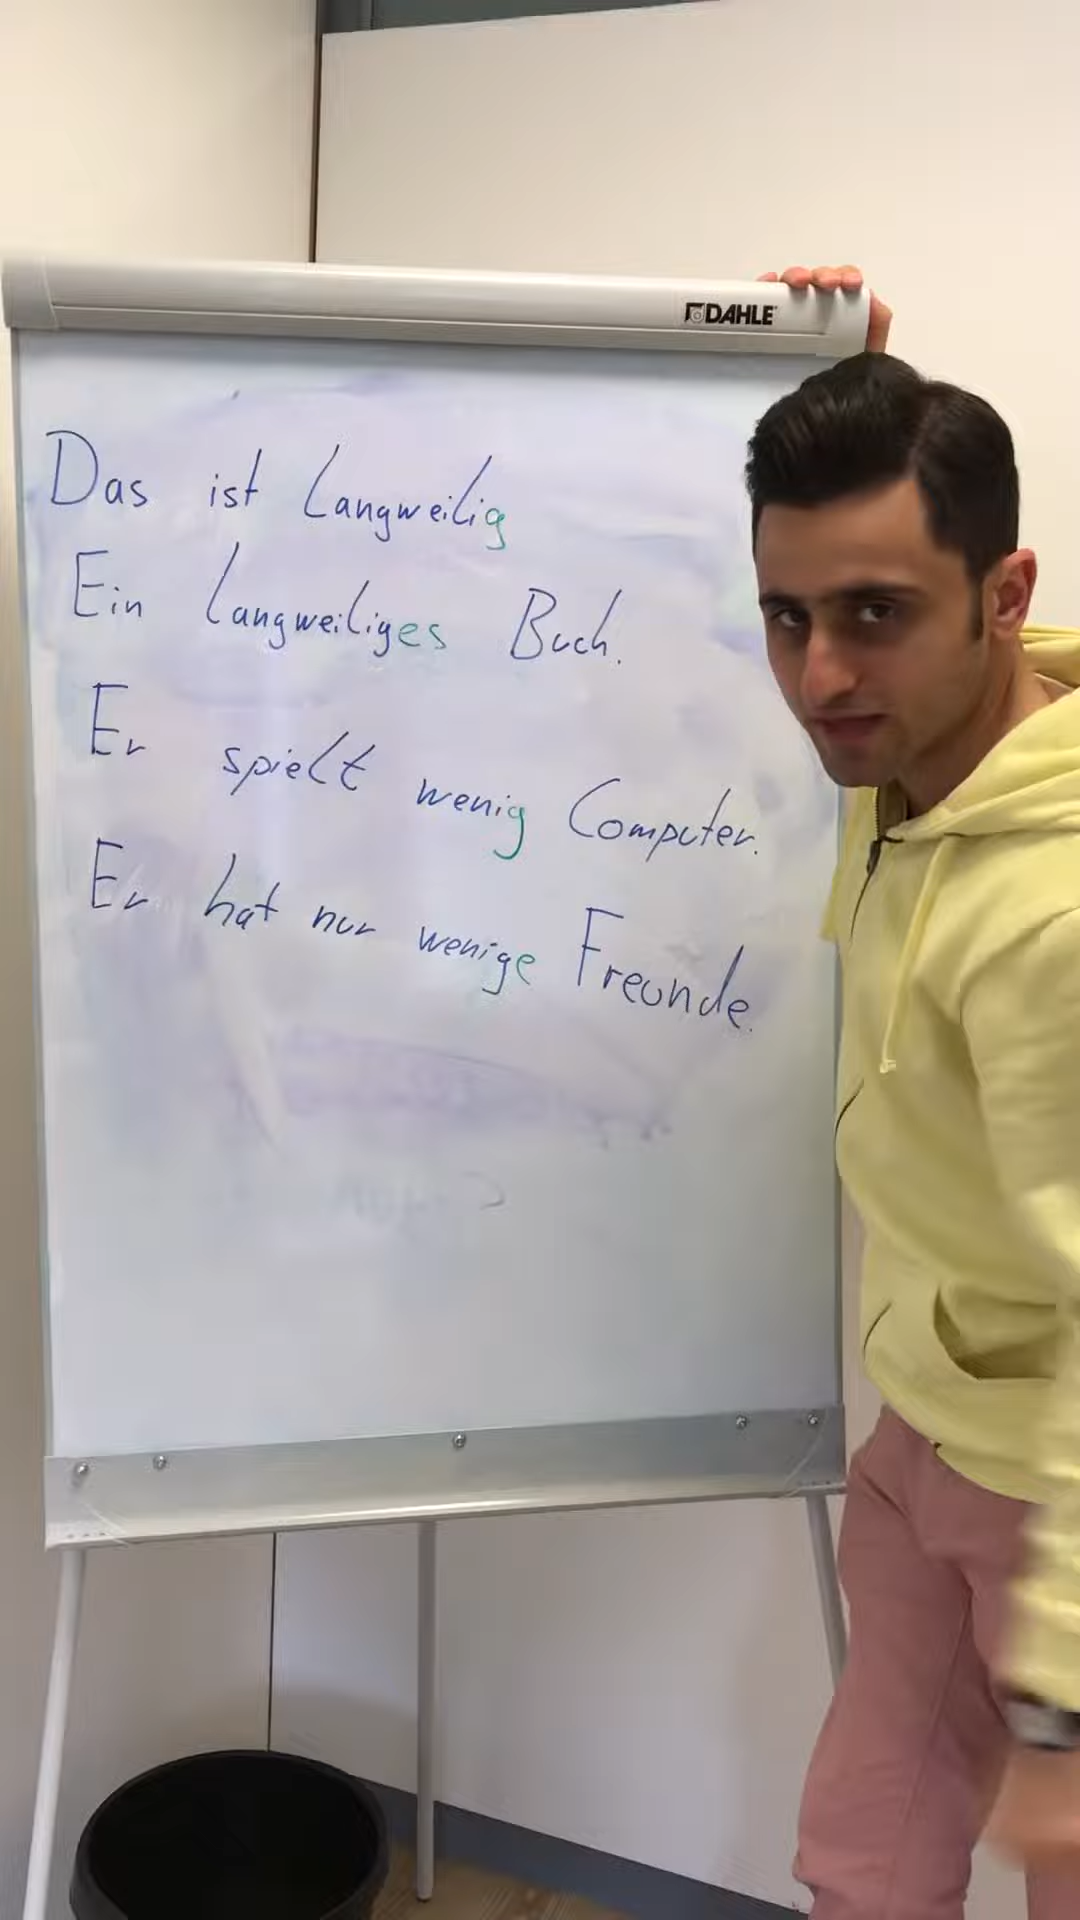 DAHLE
Das ist Langweilig
Ein Langweiliges Buch.
Er spielt wenig Computer.
Er hat nur wenige Freunde.